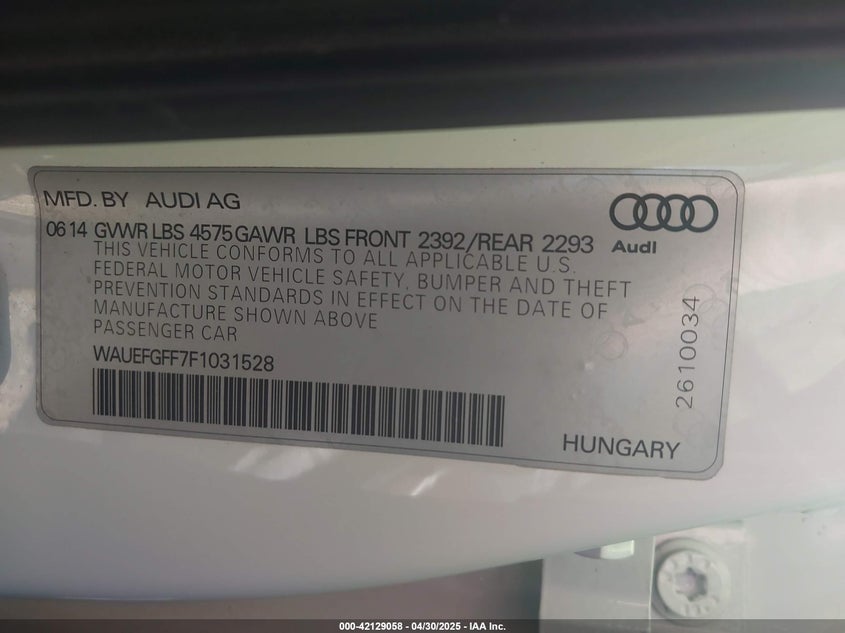 MFD. BY AUDI AG
Audi
06 14 GVWR LBS 4575 GAWR LBS FRONT 2392/REAR 2293
THIS VEHICLE CONFORMS TO ALL APPLICABLE U.S.
FEDERAL MOTOR VEHICLE SAFETY, BUMPER AND THEFT
PREVENTION STANDARDS IN EFFECT ON THE DATE OF
MANUFACTURE SHOWN ABOVE
PASSENGER CAR
WAUEFGFF7F1031528
2610034
HUNGARY
000-42129058 - 04/30/2025 - IAA Inc.